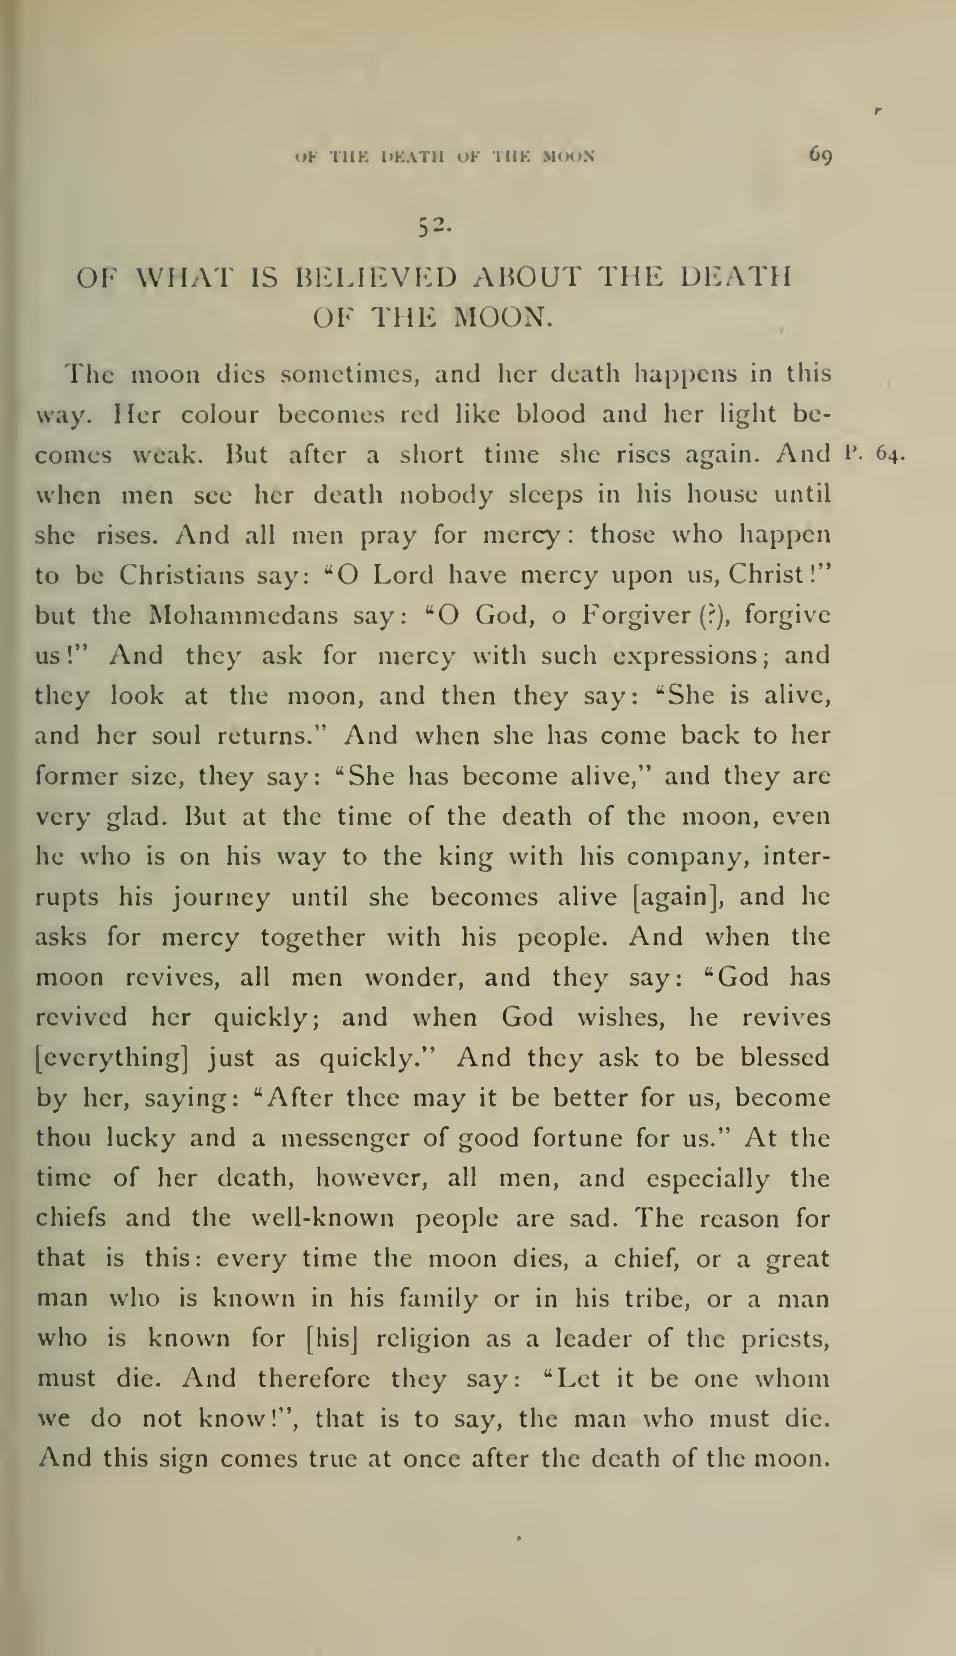 OF THE DEATH OF THE MOON 69
52.
OF WHAT IS BELIEVED ABOUT THE DEATH
OF THE MOON.
The moon dies sometimes, and her death happens in this
way. Her colour becomes red like blood and her light be-
comes weak. But after a short time she rises again. And P. 64.
when men see her death nobody sleeps in his house until
she rises. And all men pray for mercy: those who happen
to be Christians say: “O Lord have mercy upon us, Christ!”
but the Mohammedans say: “O God, o Forgiver (?), forgive
us!” And they ask for mercy with such expressions; and
they look at the moon, and then they say: “She is alive,
and her soul returns.” And when she has come back to her
former size, they say: “She has become alive,” and they are
very glad. But at the time of the death of the moon, even
he who is on his way to the king with his company, inter-
rupts his journey until she becomes alive [again], and he
asks for mercy together with his people. And when the
moon revives, all men wonder, and they say: “God has
revived her quickly; and when God wishes, he revives
[everything] just as quickly.” And they ask to be blessed
by her, saying: “After thee may it be better for us, become
thou lucky and a messenger of good fortune for us.” At the
time of her death, however, all men, and especially the
chiefs and the well-known people are sad. The reason for
that is this: every time the moon dies, a chief, or a great
man who is known in his family or in his tribe, or a man
who is known for [his] religion as a leader of the priests,
must die. And therefore they say: “Let it be one whom
we do not know!”, that is to say, the man who must die.
And this sign comes true at once after the death of the moon.